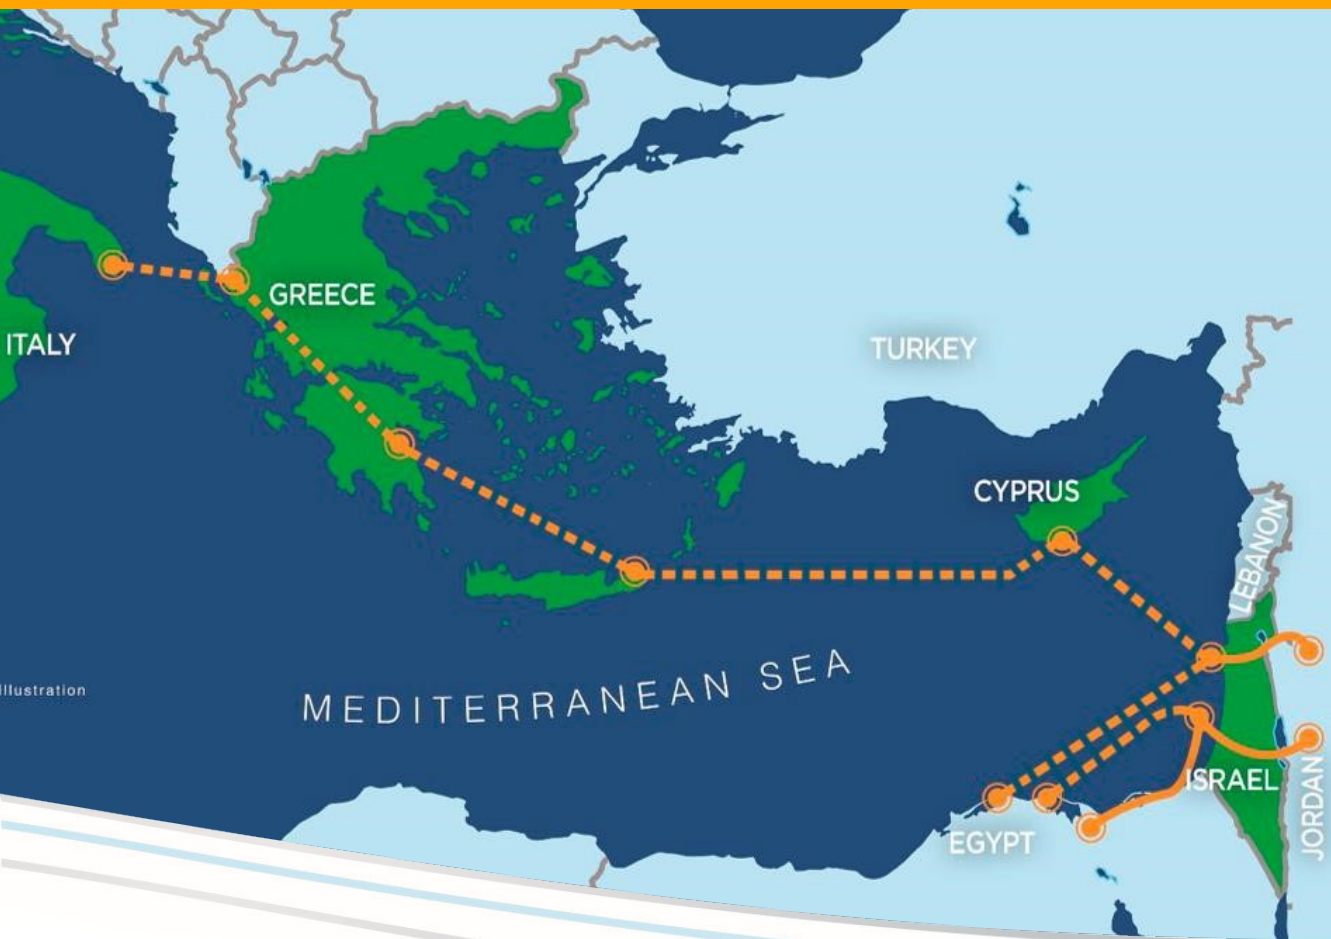 GREECE
ITALY
TURKEY
CYPRUS
LEBANON
Illustration
MEDITERRANEAN SEA
ISRAEL
JORDAN
EGYPT